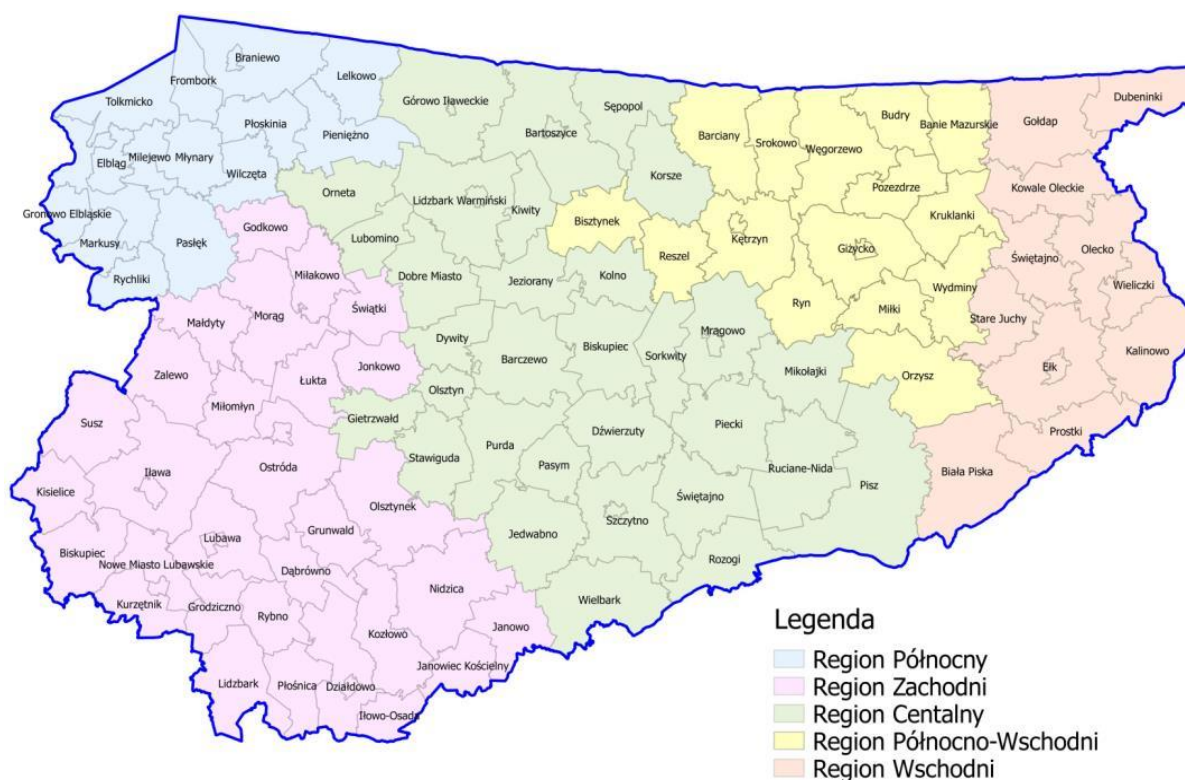 Braniewo
Frombork
Lelkowo
Tolkmicko
Górowo Iławeckie
Sępopol
Dubeninki
Gołdap
Budry
Banie Mazurskie
Płoskinia
Pieniężno
Bartoszyce
Barciany
Srokowo
Węgorzewo
Elbląg
Milejewo
Młynary
Wilczęta
Korsze
Pozezdrze
Kowale Oleckie
Orneta
Lidzbark Warmiński
Kiwity
Bisztynek
Kruklanki
Gronowo Elbląskie
Godkowo
Lubomino
Kętrzyn
Giżycko
Markusy
Pasłęk
Reszel
Olecko
Świętajno
Rychliki
Miłakowo
Dobre Miasto
Jeziorany
Kolno
Wydminy
Wieliczki
Małdyty
Morąg
Świątki
Ryn
Miłki
Stare Juchy
Dywity
Biskupiec
Sorkwity
Mrągowo
Kalinowo
Zalewo
Łukta
Jonkowo
Barczewo
Mikołajki
Orzysz
Ełk
Miłomłyn
Olsztyn
Susz
Gietrzwałd
Dźwierzuty
Piecki
Prostki
Iława
Ostróda
Stawiguda
Purda
Pasym
Ruciane-Nida
Pisz
Biała Piska
Kisielice
Olsztynek
Świętajno
Szczytno
Lubawa
Grunwald
Jedwabno
Biskupiec
Nowe Miasto Lubawskie
Dąbrówno
Rozogi
Nidzica
Kurzętnik
Grodziczno
Rybno
Wielbark
Kozłowo
Janowo
Lidzbark
Płośnica
Działdowo
Janowiec Kościelny
Iłowo-Osada
Legenda
Region Północny
Region Zachodni
Region Centalny
Region Północno-Wschodni
Region Wschodni